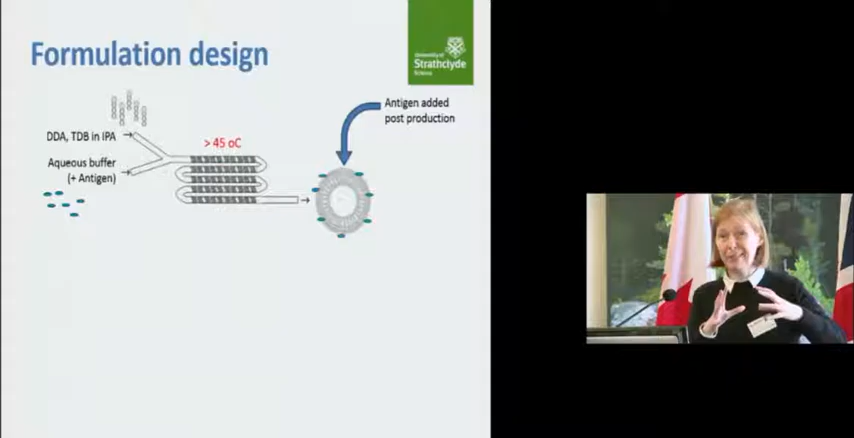 Formulation design
University of
Strathclyde
Science
Antigen added
post production
DDA, TDB in IPA
> 45 oC
Aqueous buffer
(+ Antigen)